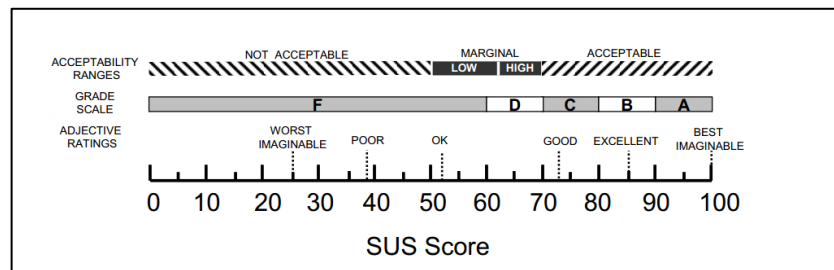 NOT ACCEPTABLE MARGINAL ACCEPTABLE
ACCEPTABILITY
RANGES
LOW HIGH
GRADE
SCALE
F D C B A
ADJECTIVE
RATINGS
WORST
IMAGINABLE
POOR OK GOOD EXCELLENT
BEST
IMAGINABLE
0 10 20 30 40 50 60 70 80 90 100
SUS Score